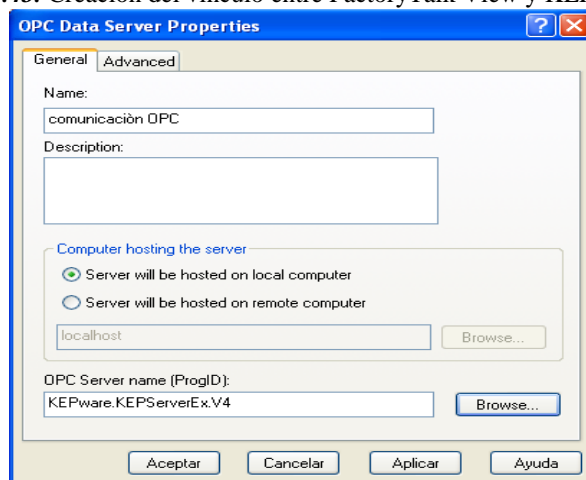 Creación del vínculo entre FactoryTalk View y
OPC Data Server Properties
General Advanced
Name:
comunicaciòn OPC
Description:
Computer hosting the server
Server will be hosted on local computer
Server will be hosted on remote computer
localhost Browse...
OPC Server name (ProgID):
KEPware.KEPServerEx.V4 Browse...
Aceptar Cancelar Aplicar Ayuda